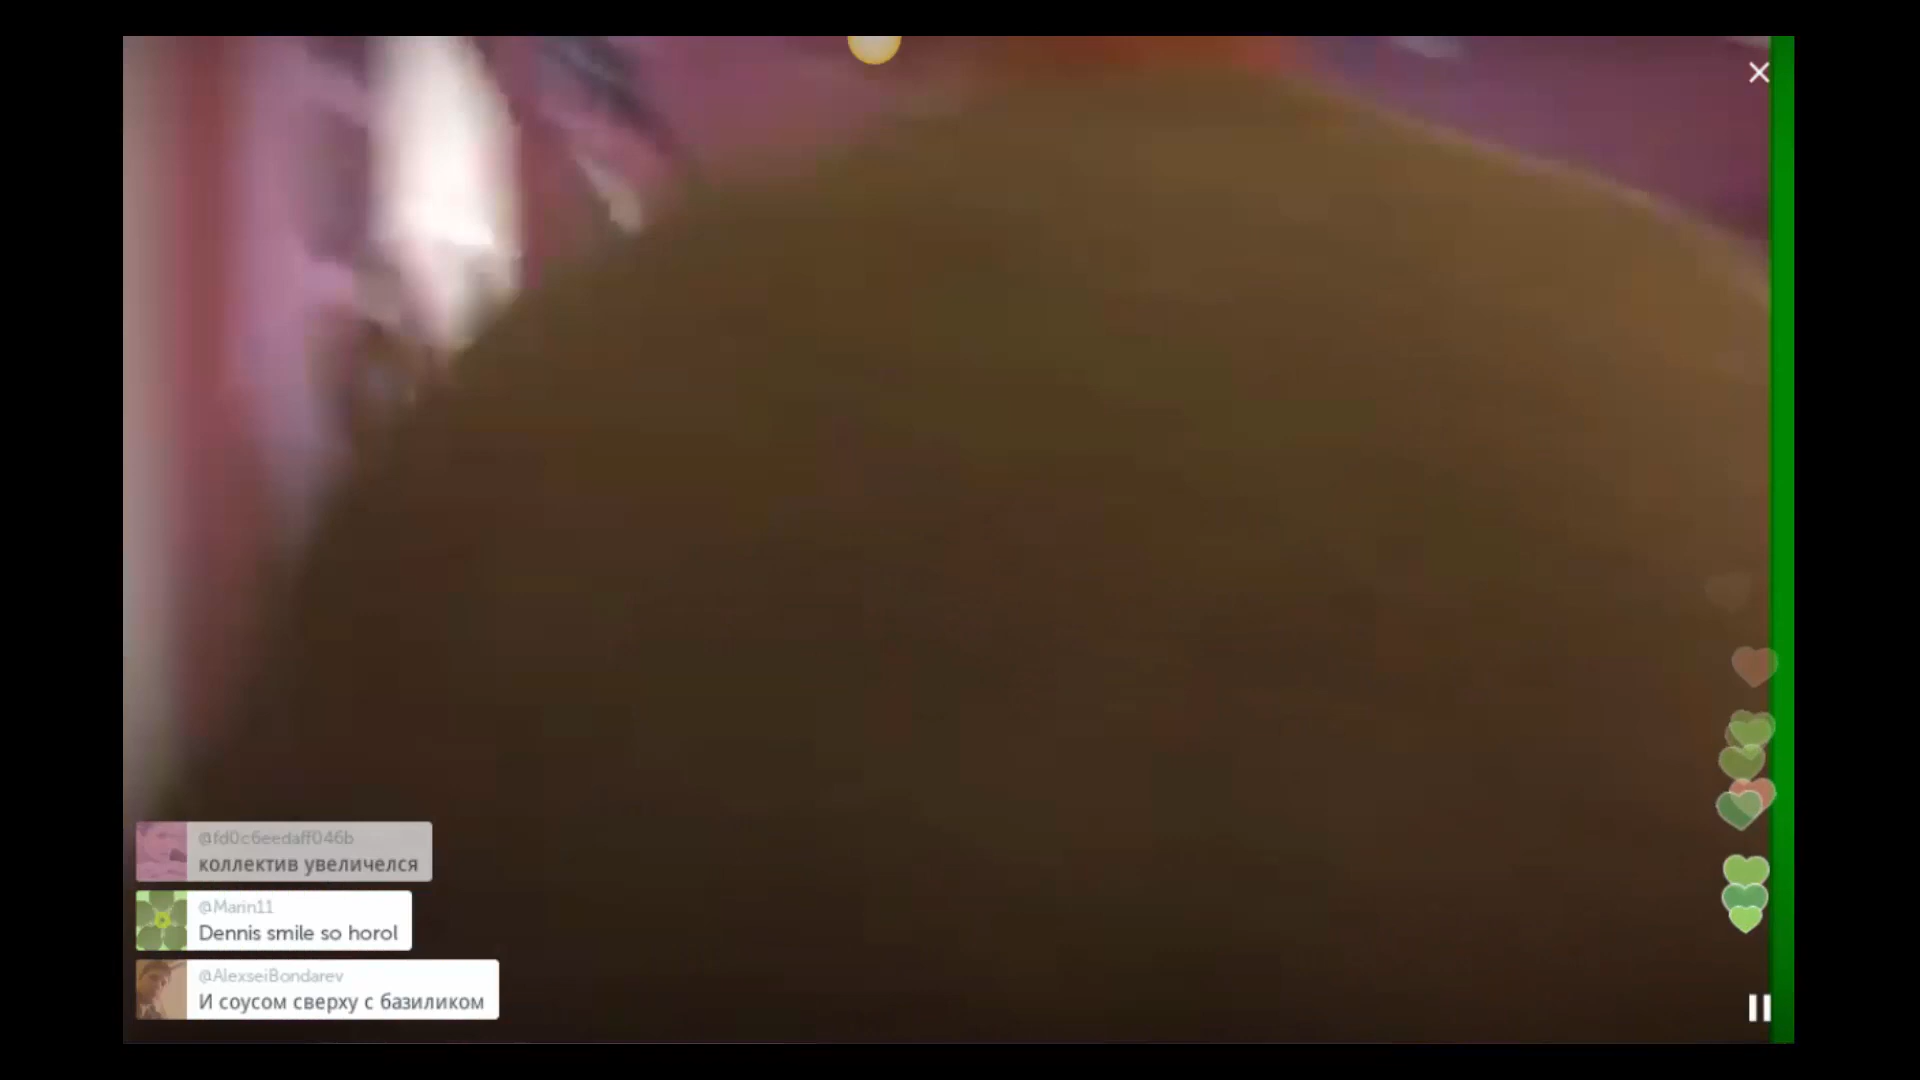 @fd0c6eedaff046b
коллектив увеличелся
@Marin11
Dennis smile so horol
@AlexseiBondarev
И соусом сверху с базиликом